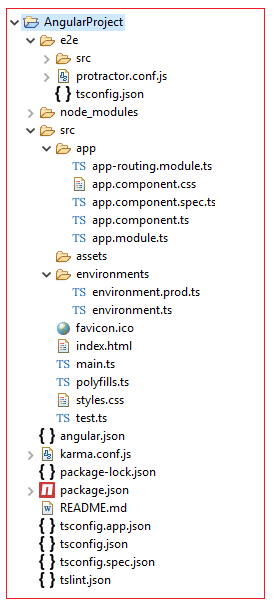 AngularProject
e2e
src
protractor.conf.js
tsconfig.json
node_modules
src
app
app-routing.module.ts
app.component.css
app.component.spec.ts
app.component.ts
app.module.ts
assets
environments
environment.prod.ts
environment.ts
favicon.ico
index.html
main.ts
polyfills.ts
styles.css
test.ts
angular.json
karma.conf.js
package-lock.json
package.json
README.md
tsconfig.app.json
tsconfig.json
tsconfig.spec.json
tslint.json